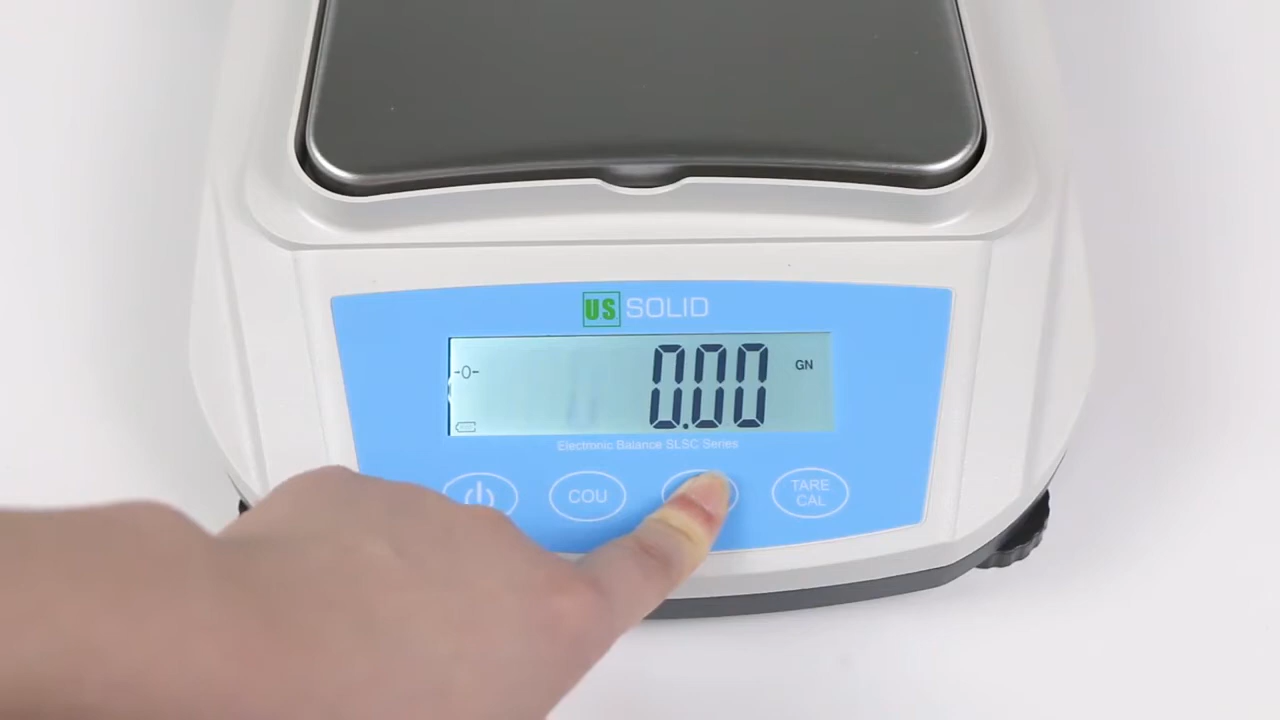 US SOLID
-0- 0.00 GN
Electronic Balance SLSC Series
COU
TARE
CAL